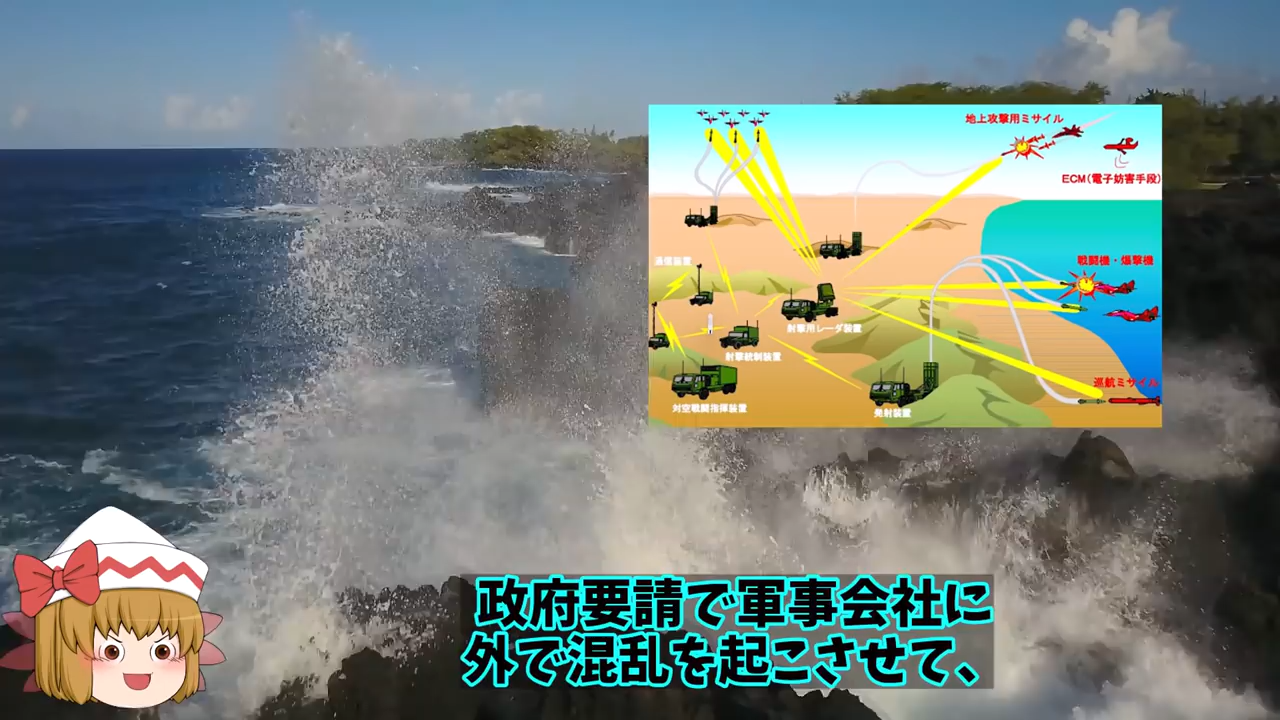 地上攻撃用ミサイル
ECM(電子妨害手段)
戦闘機・爆撃機
通信装置
射撃用レーダ装置
射撃統制装置
巡航ミサイル
対空戦闘指揮装置
発射装置
政府要請で軍事会社に
外で混乱を起こさせて、